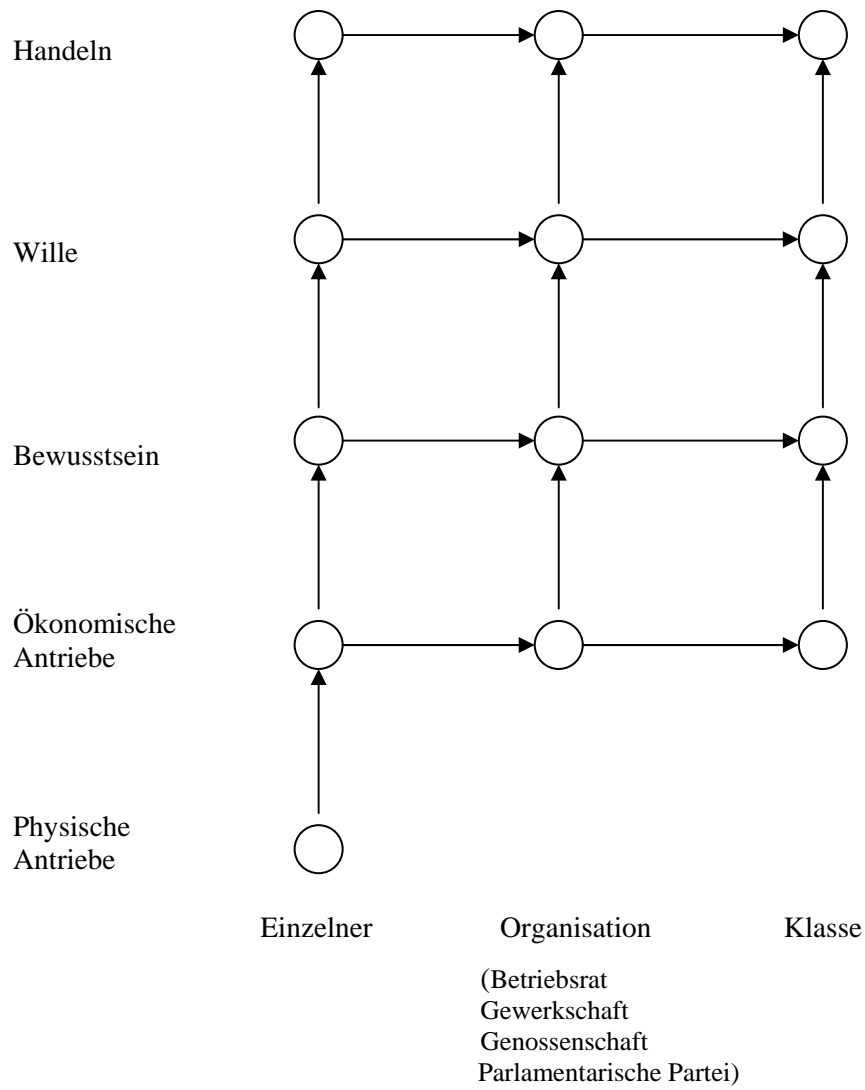 Handeln
Wille
Bewusstsein
Ökonomische
Antriebe
Physische
Antriebe
Einzelner Organisation Klasse
(Betriebsrat
Gewerkschaft
Genossenschaft
Parlamentarische Partei)